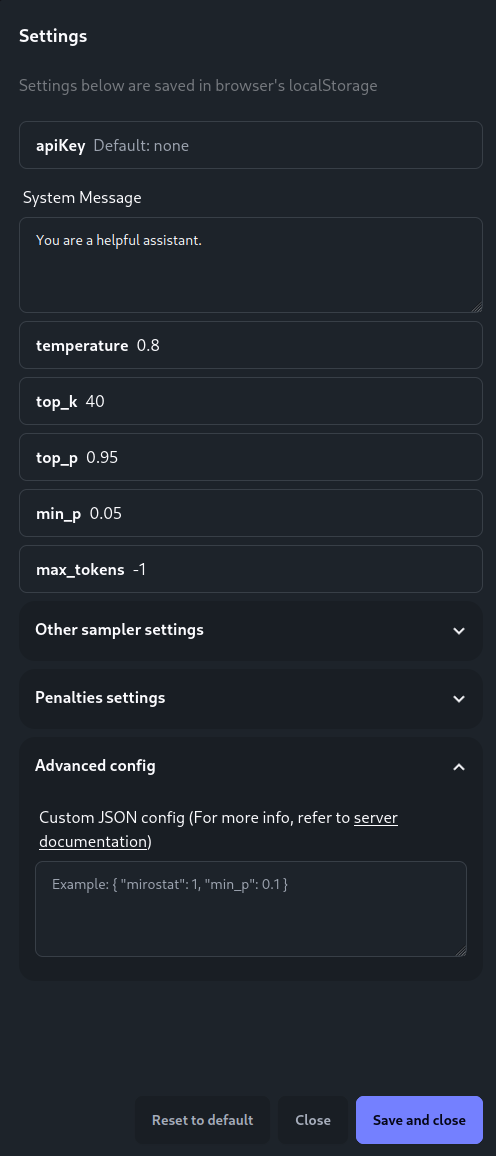 Settings
Settings below are saved in browser's localStorage
apiKey Default: none
System Message
You are a helpful assistant.
temperature 0.8
top_k 40
top_p 0.95
min_p 0.05
max_tokens -1
Other sampler settings
Penalties settings
Advanced config
Custom JSON config (For more info, refer to server
documentation)
Example: { "mirostat": 1, "min_p": 0.1 }
Reset to default Close Save and close